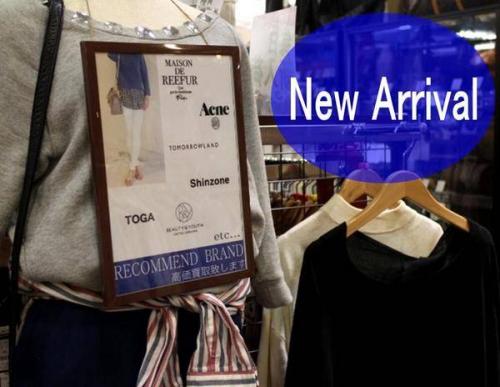 New Arrival
MAISON
DE
REEFUR
Acne
TOMORROWLAND
Shinzone
TOGA
BEAUTY&YOUTH
etc...
RECOMMEND BRAND
高価買取致します